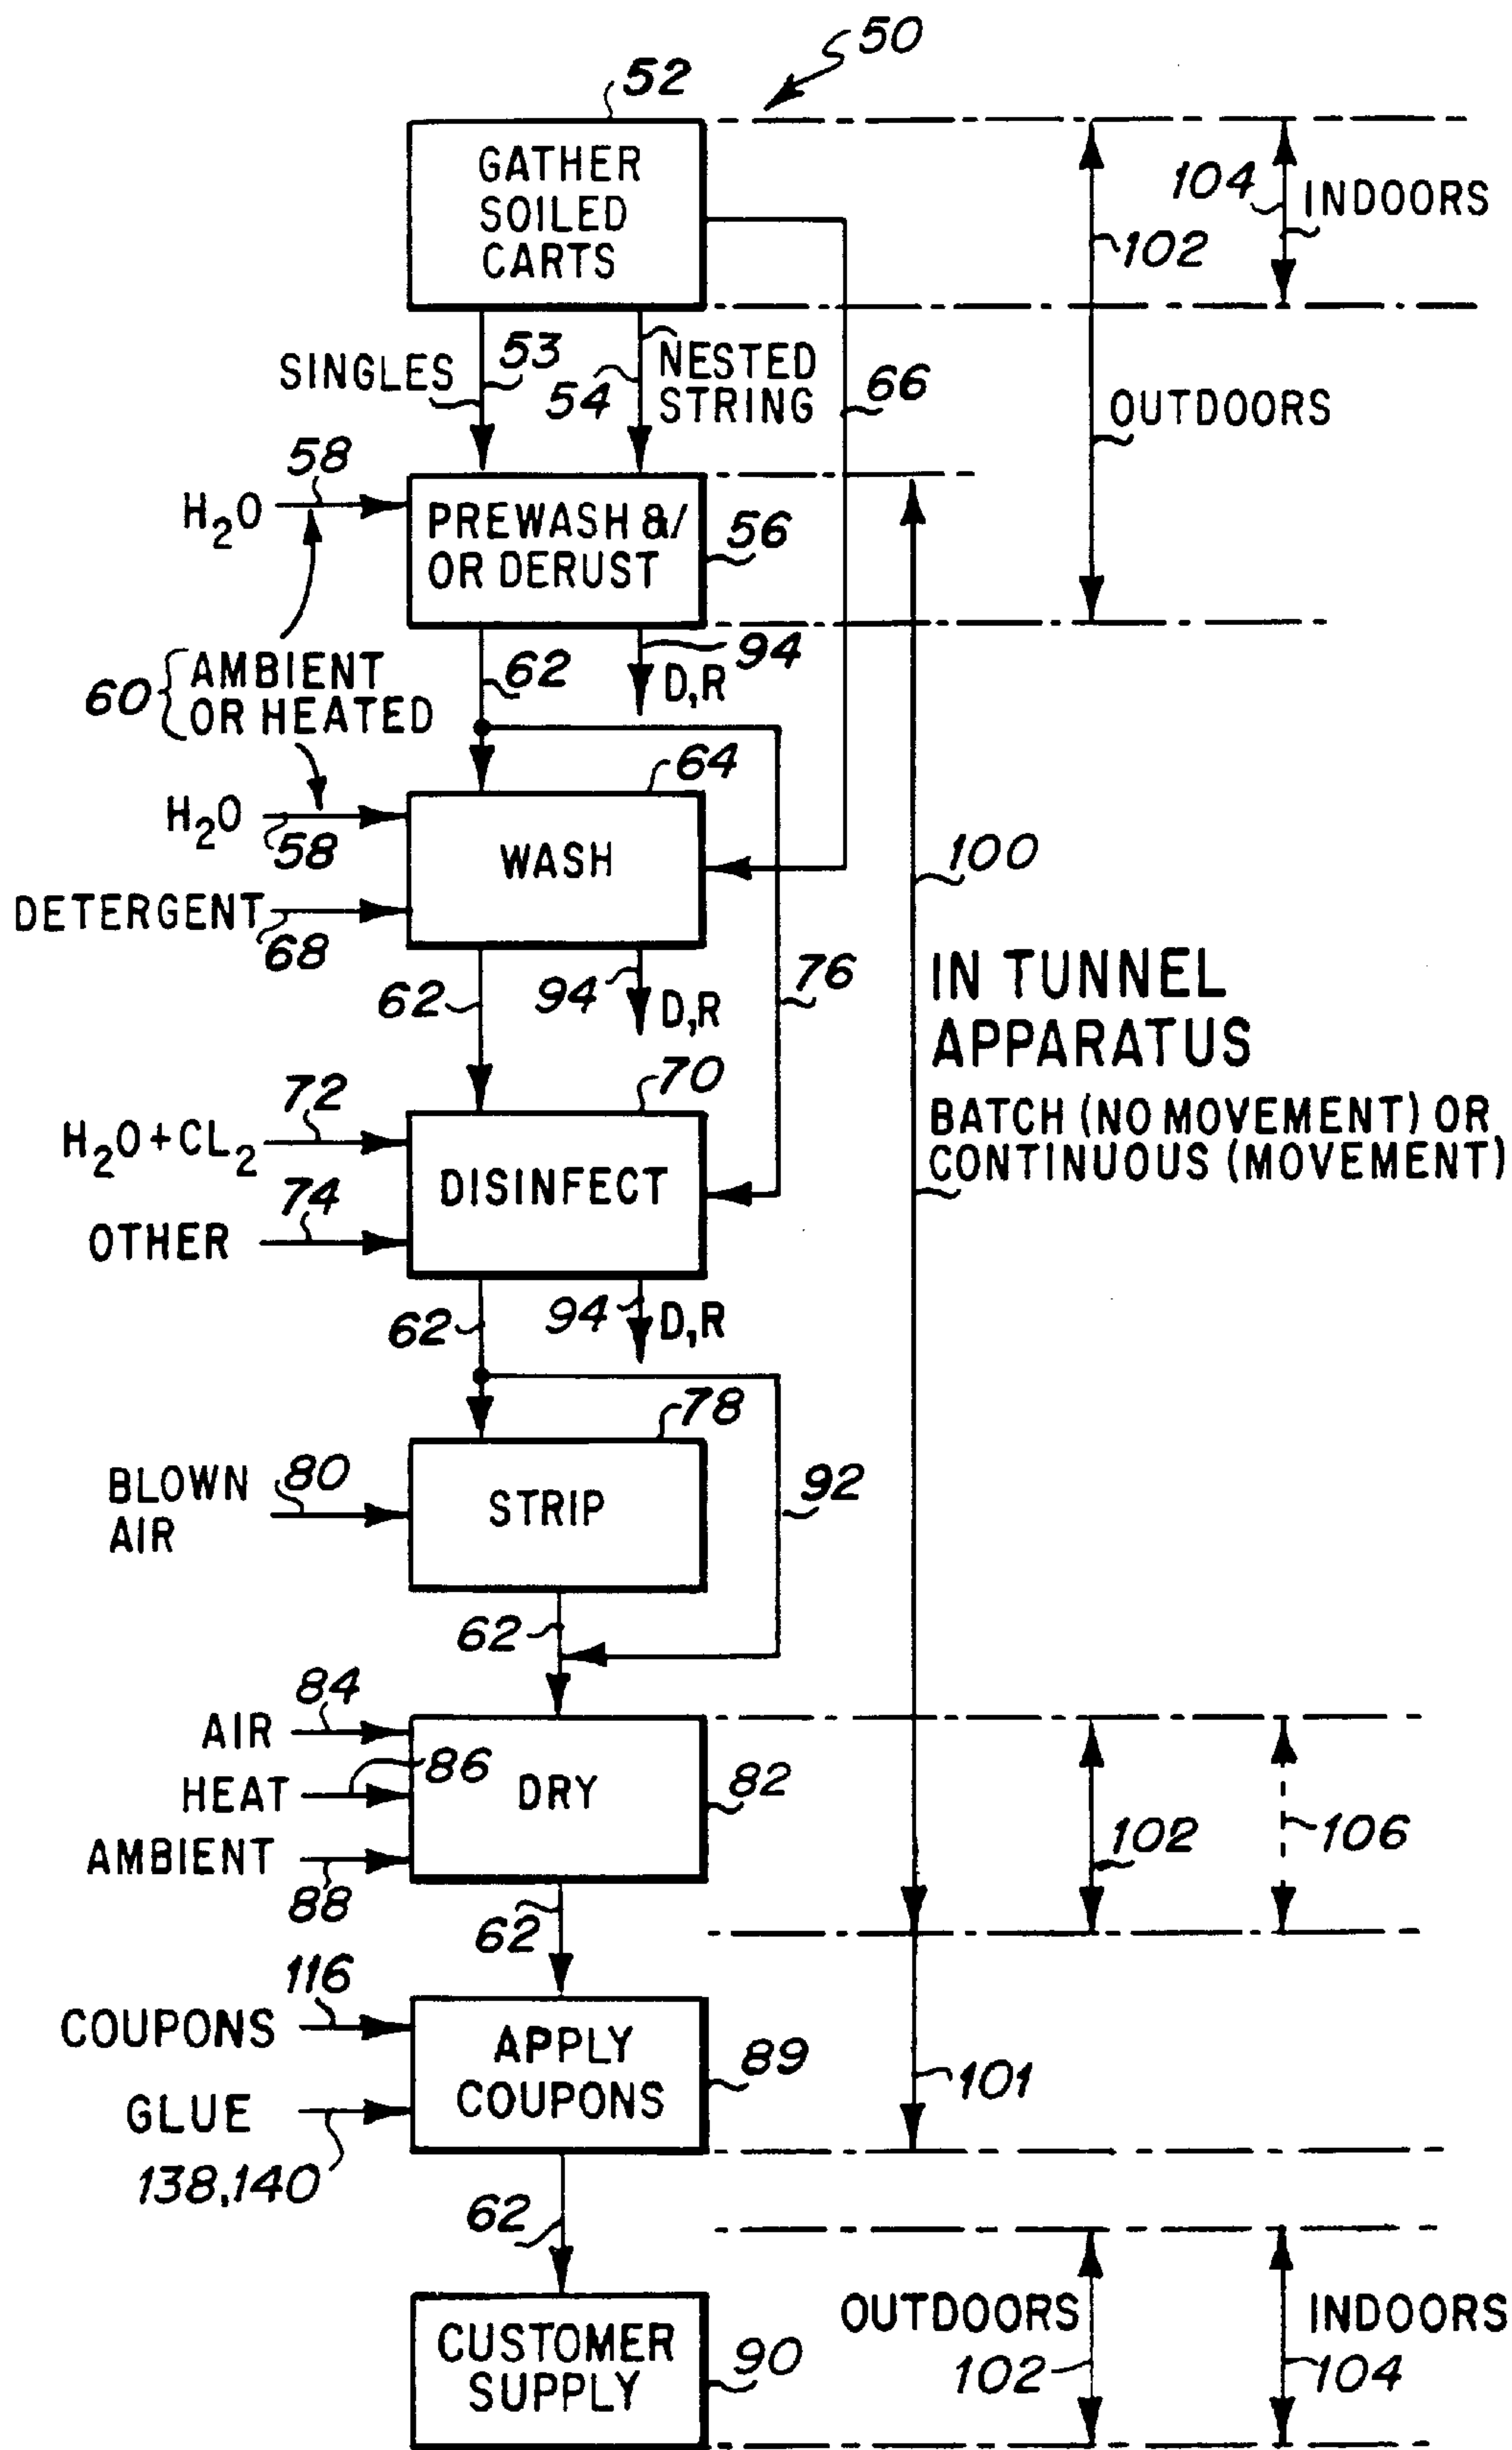 50
52
GATHER
SOILED
CARTS
104
INDOORS
102
SINGLES
53
54
NESTED
STRING
66
OUTDOORS
58
H2O
PREWASH &/
OR DERUST
56
60
AMBIENT
OR HEATED
62
94
D,R
64
H2O
58
WASH
DETERGENT
68
100
76
62
94
D,R
IN TUNNEL
APPARATUS
BATCH (NO MOVEMENT) OR
CONTINUOUS (MOVEMENT)
70
72
H2O+CL2
DISINFECT
74
OTHER
62
94
D,R
78
BLOWN
AIR
80
STRIP
92
62
84
AIR
HEAT
86
DRY
82
AMBIENT
88
102
106
62
116
COUPONS
APPLY
COUPONS
89
GLUE
138,140
101
62
CUSTOMER
SUPPLY
90
OUTDOORS
102
INDOORS
104